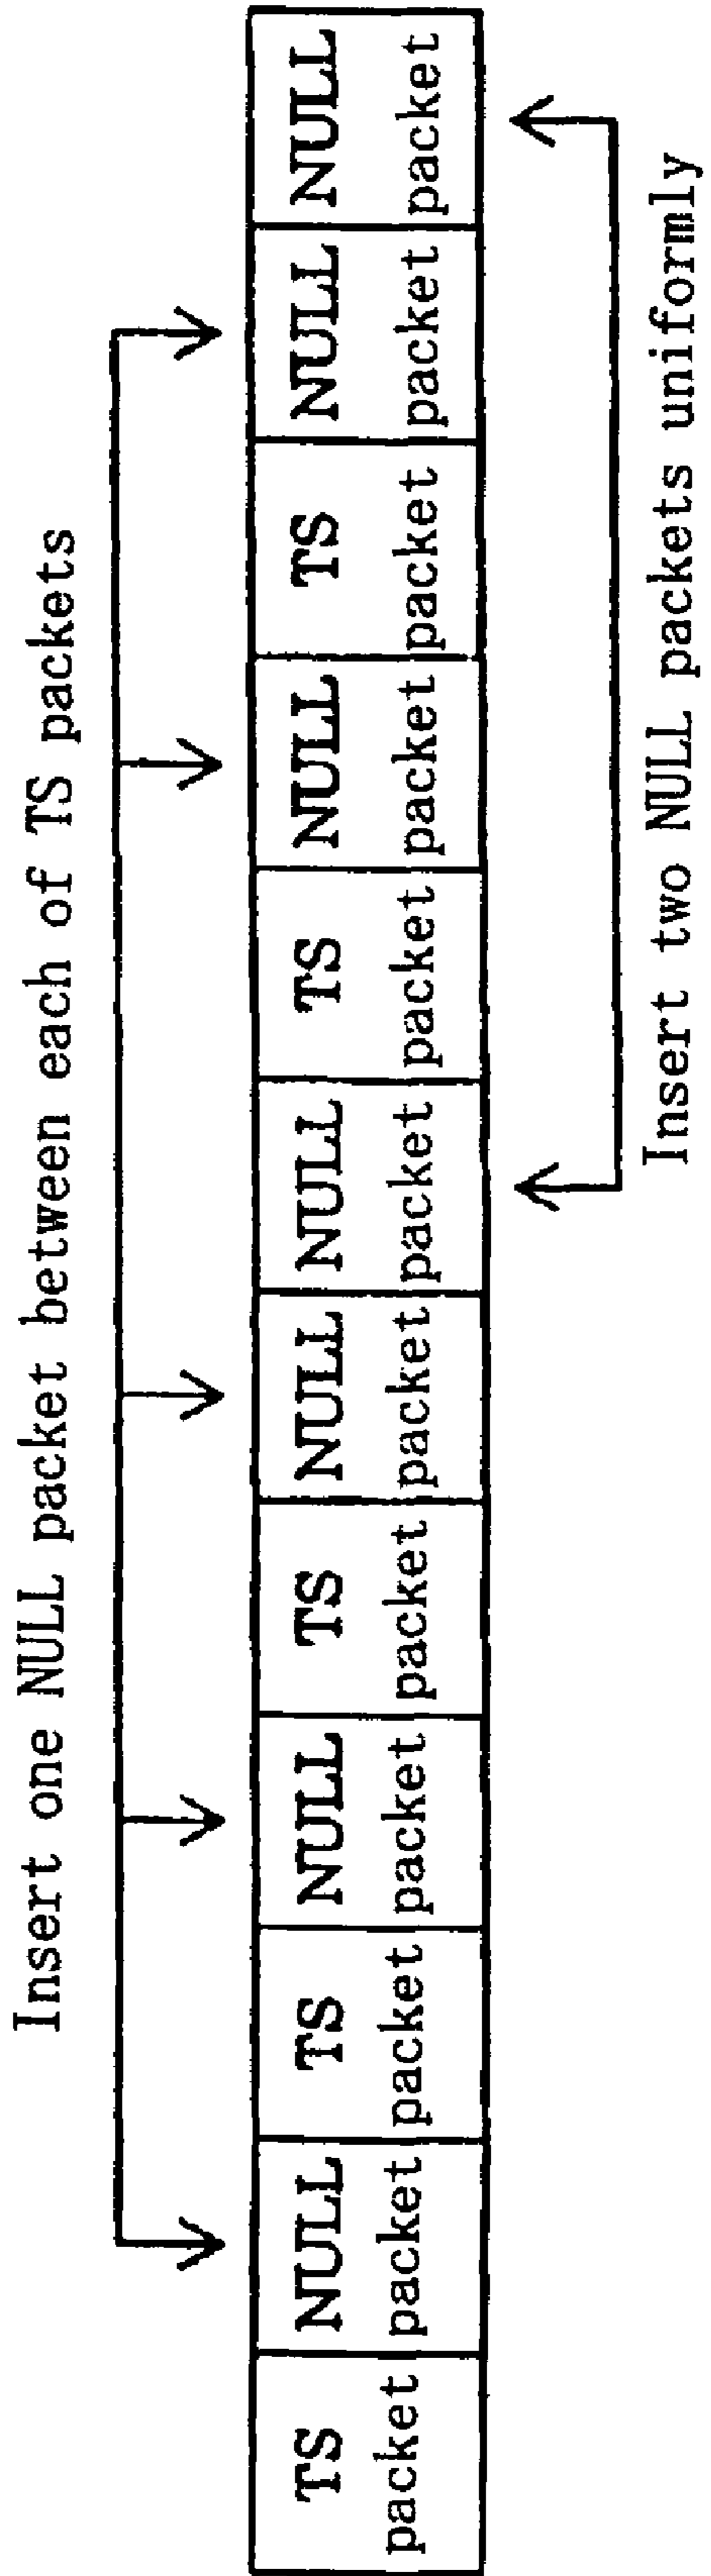 Insert one NULL packet between each of TS packets
TS
packet
NULL
packet
TS
packet
NULL
packet
TS
packet
NULL
packet
NULL
packet
TS
packet
NULL
packet
TS
packet
NULL
packet
NULL
packet
Insert two NULL packets uniformly